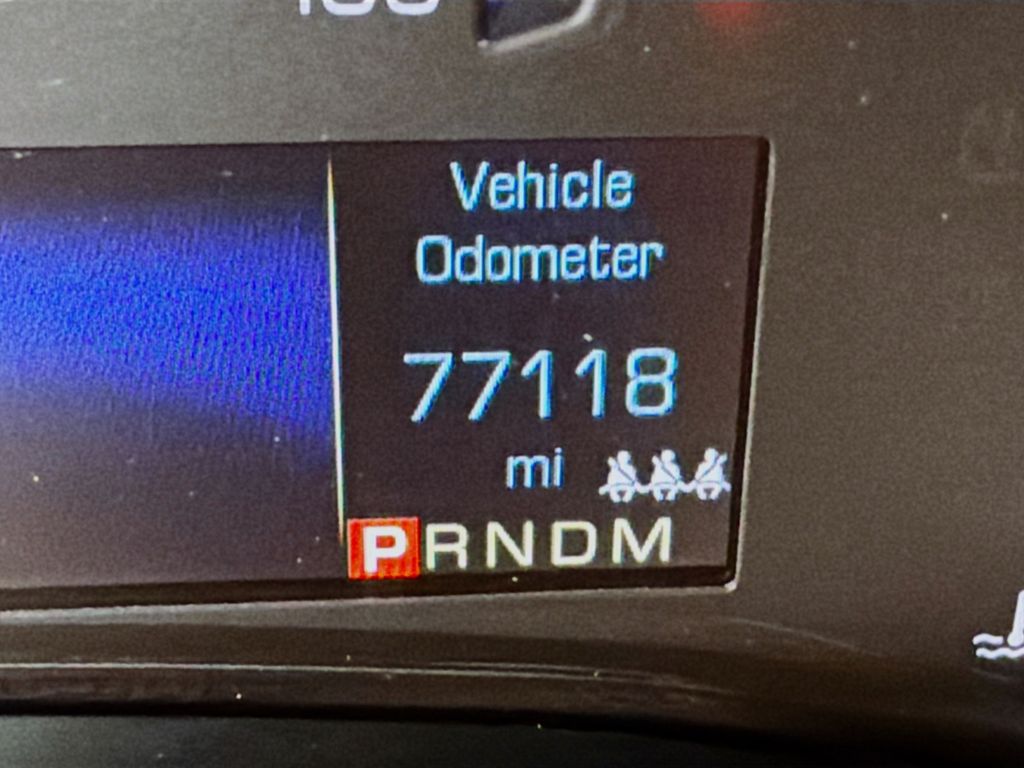 Vehicle
Odometer
77118
mi
PRNDM